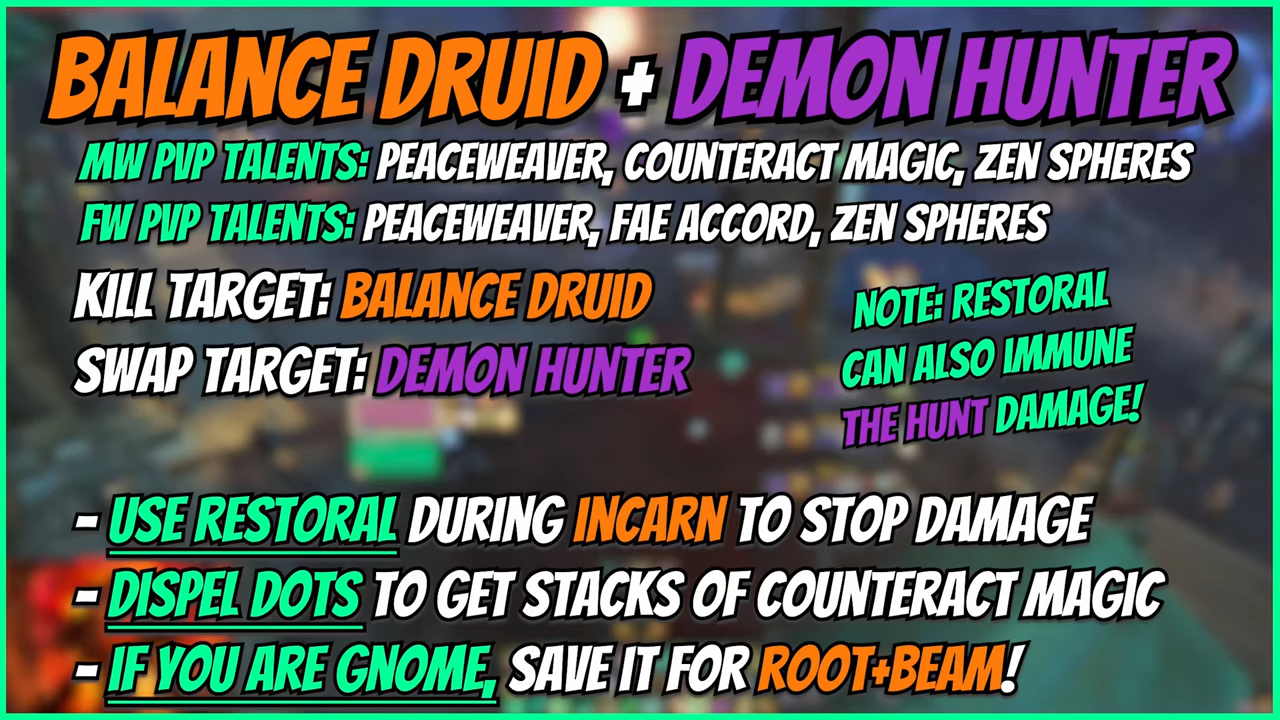 BALANCE DRUID + DEMON HUNTER
MW PVP TALENTS: PEACEWEAVER, COUNTERACT MAGIC, ZEN SPHERES
FW PVP TALENTS: PEACEWEAVER, FAE ACCORD, ZEN SPHERES
KILL TARGET: BALANCE DRUID
SWAP TARGET: DEMON HUNTER
NOTE: RESTORAL
CAN ALSO IMMUNE
THE HUNT DAMAGE!
- USE RESTORAL DURING INCARN TO STOP DAMAGE
- DISPEL DOTS TO GET STACKS OF COUNTERACT MAGIC
- IF YOU ARE GNOME, SAVE IT FOR ROOT+BEAM!